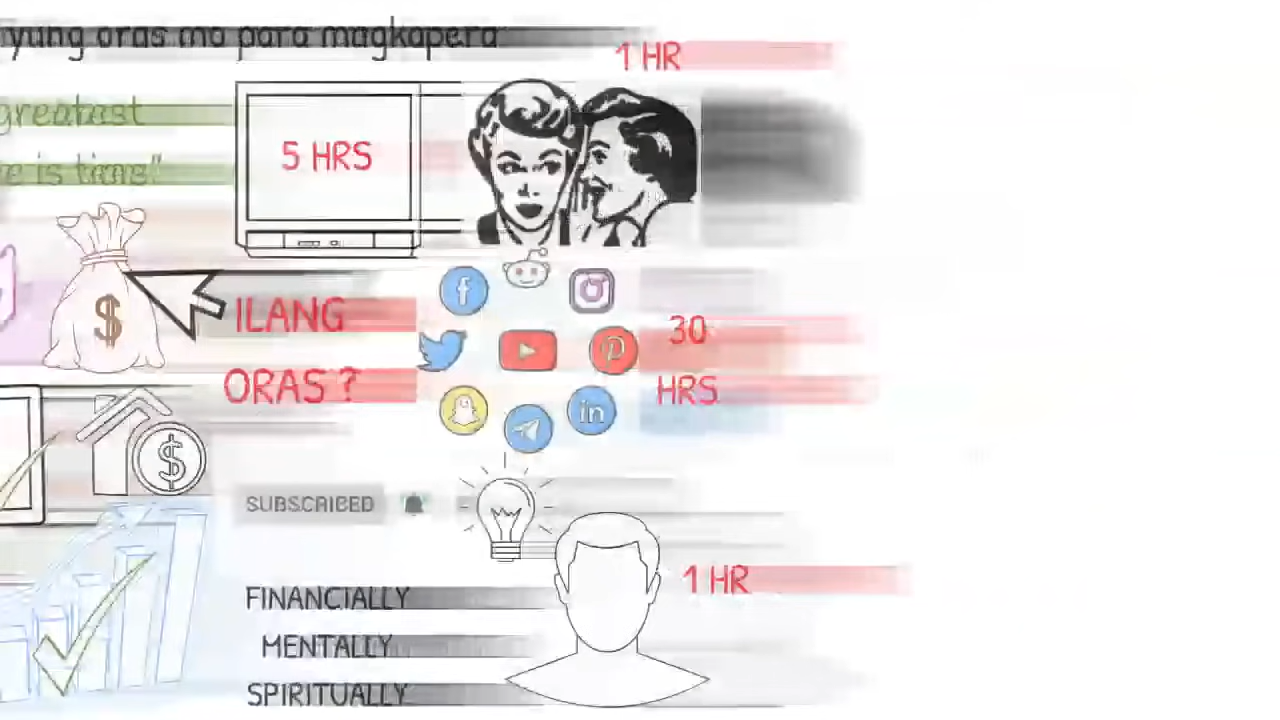 yung oras mo para magkapera
1 HR
greatest
5 HRS
e is time"
$
ILANG
ORAS ?
30
HRS
in
$
SUBSCRIBED
1 HR
FINANCIALLY
MENTALLY
SPIRITUALLY